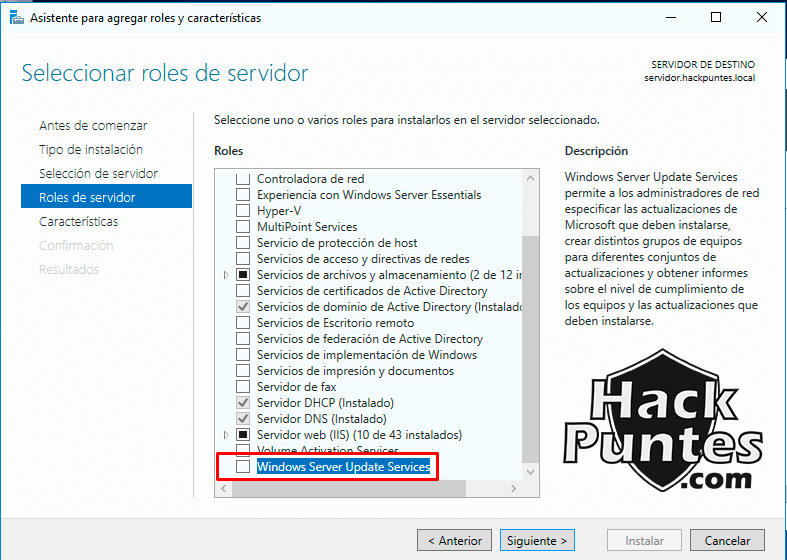 Asistente para agregar roles y características
Seleccionar roles de servidor
SERVIDOR DE DESTINO
servidor.hackpuntes.local
Antes de comenzar
Tipo de instalación
Selección de servidor
Roles de servidor
Características
Confirmación
Resultados
Seleccione uno o varios roles para instalarlos en el servidor seleccionado.
Roles
Controladora de red
Experiencia con Windows Server Essentials
Hyper-V
MultiPoint Services
Servicio de protección de host
Servicios de acceso y directivas de redes
Servicios de archivos y almacenamiento (2 de 12 in
Servicios de certificados de Active Directory
Servicios de dominio de Active Directory (Instalado
Servicios de Escritorio remoto
Servicios de federación de Active Directory
Servicios de implementación de Windows
Servicios de impresión y documentos
Servidor de fax
Servidor DHCP (Instalado)
Servidor DNS (Instalado)
Servidor web (IIS) (10 de 43 instalados)
Volume Activation Services
Windows Server Update Services
Descripción
Windows Server Update Services
permite a los administradores de red
especificar las actualizaciones de
Microsoft que deben instalarse,
crear distintos grupos de equipos
para diferentes conjuntos de
actualizaciones y obtener informes
sobre el nivel de cumplimiento de
los equipos y las actualizaciones que
deben instalarse.
Hack
Puntes
.com
< Anterior
Siguiente >
Instalar
Cancelar